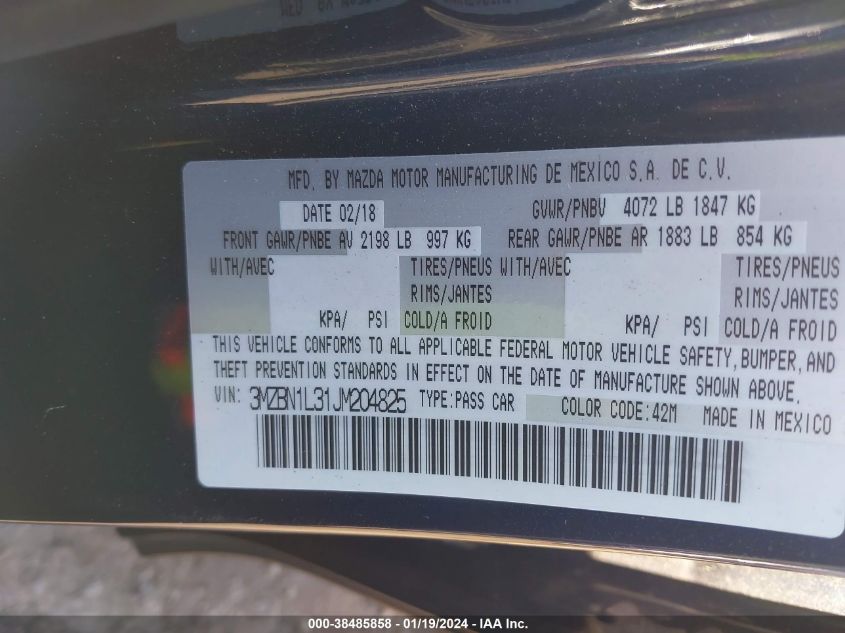 MFD. BY MAZDA MOTOR MANUFACTURING DE MEXICO S.A. DE C.V.
DATE 02/18 GVWR/PNBV 4072 LB 1847 KG
FRONT GAWR/PNBE AV 2198 LB 997 KG REAR GAWR/PNBE AR 1883 LB 854 KG
WITH/AVEC TIRES/PNEUS WITH/AVEC TIRES/PNEUS
RIMS/JANTES RIMS/JANTES
KPA/ PSI COLD/A FROID KPA/ PSI COLD/A FROID
THIS VEHICLE CONFORMS TO ALL APPLICABLE FEDERAL MOTOR VEHICLE SAFETY, BUMPER, AND
THEFT PREVENTION STANDARDS IN EFFECT ON THE DATE OF MANUFACTURE SHOWN ABOVE.
VIN: 3MZBN1L31JM204825 TYPE:PASS CAR COLOR CODE:42M MADE IN MEXICO
000-38485858 - 01/19/2024 - IAA Inc.